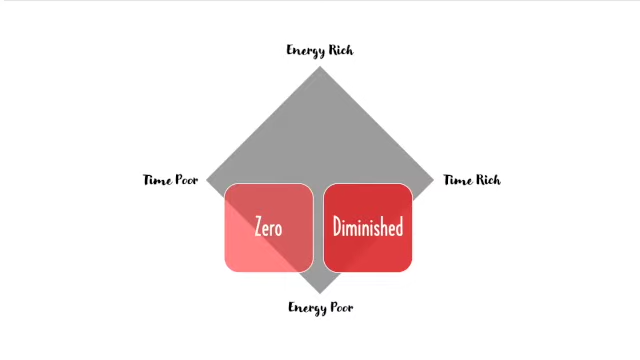 Energy Rich
Time Poor
Time Rich
Zero
Diminished
Energy Poor